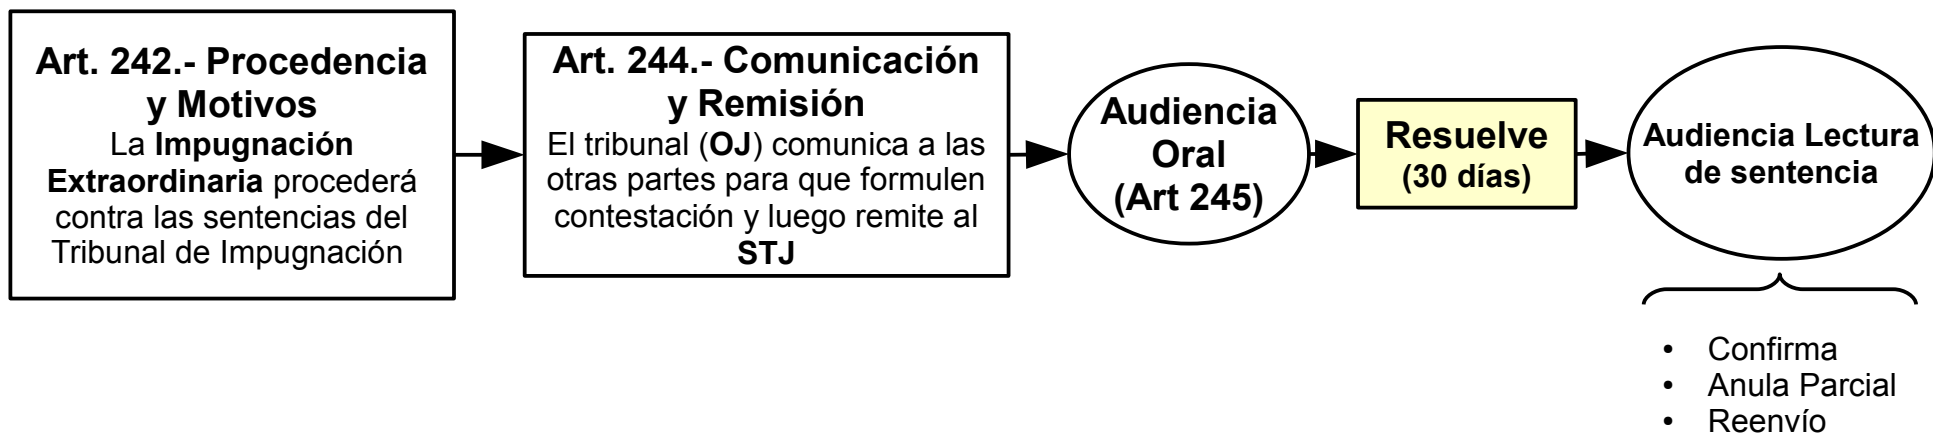 Art. 242.- Procedencia
y Motivos
La Impugnación
Extraordinaria procederá
contra las sentencias del
Tribunal de Impugnación
Art. 244.- Comunicación
y Remisión
El tribunal (OJ) comunica a las
otras partes para que formulen
contestación y luego remite al
STJ
Audiencia
Oral
(Art 245)
Resuelve
(30 días)
Audiencia Lectura
de sentencia
• Confirma
• Anula Parcial
• Reenvío